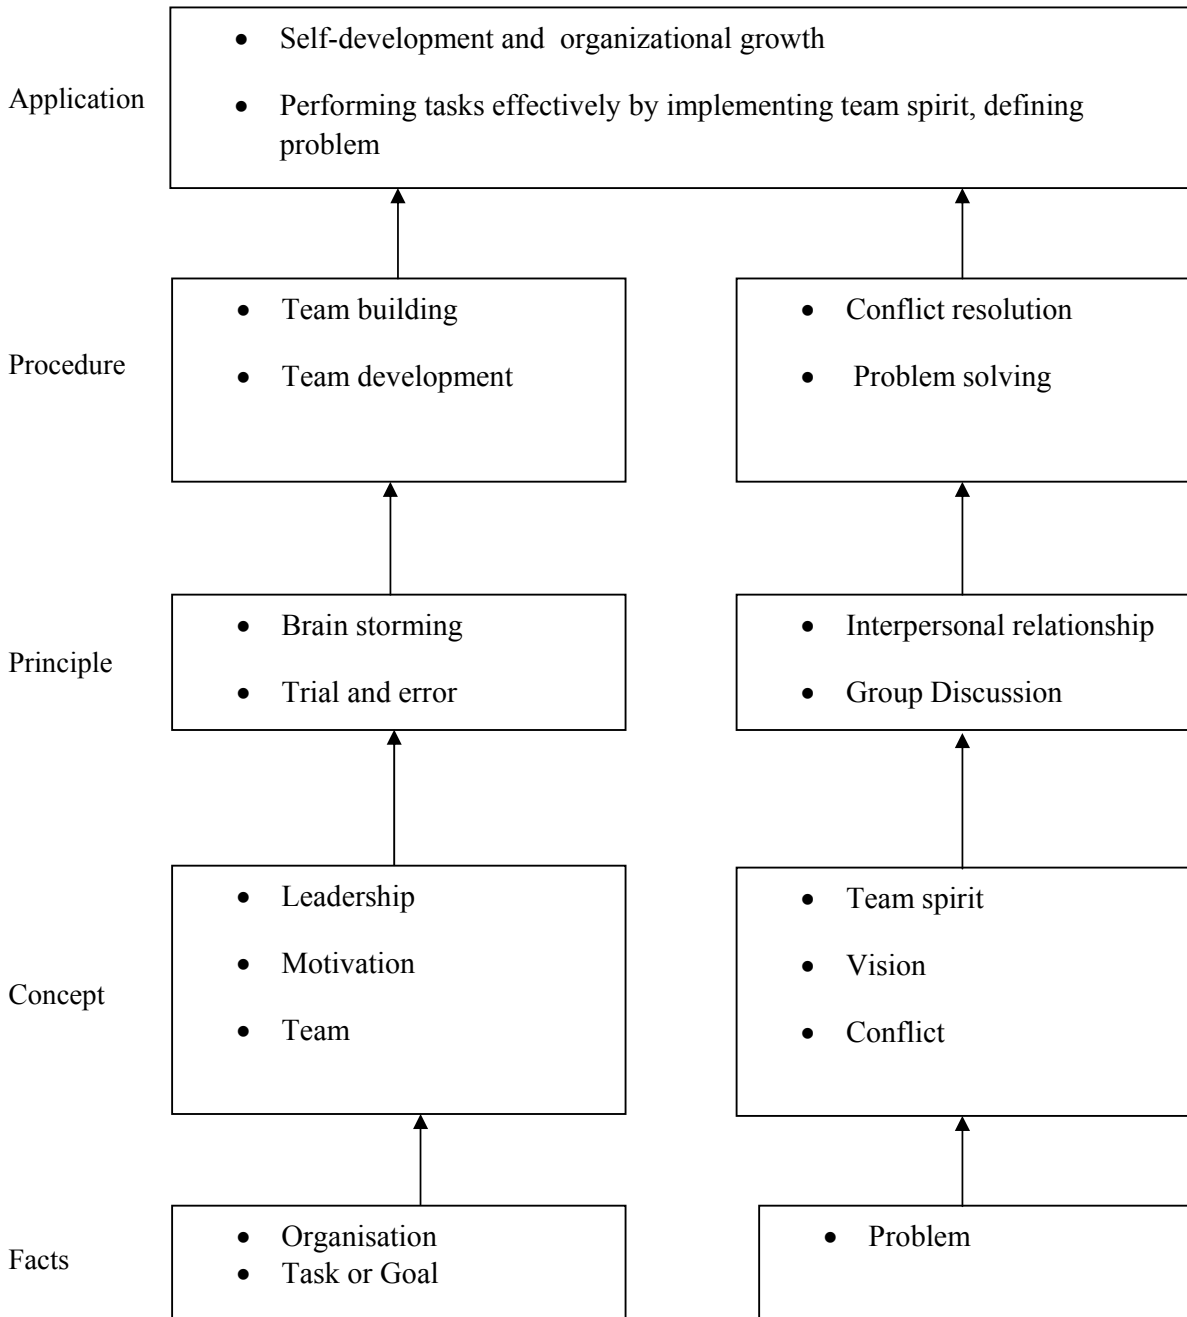 Application
• Self-development and organizational growth
• Performing tasks effectively by implementing team spirit, defining
problem
Procedure
• Team building
• Team development
• Conflict resolution
• Problem solving
Principle
• Brain storming
• Trial and error
• Interpersonal relationship
• Group Discussion
Concept
• Leadership
• Motivation
• Team
• Team spirit
• Vision
• Conflict
Facts
• Organisation
• Task or Goal
• Problem